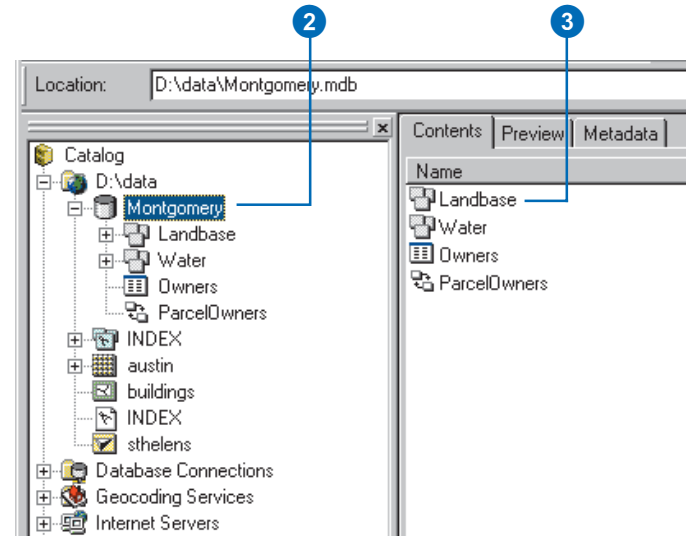 2
3
Location: D:\data\Montgomery.mdb
Contents Preview Metadata
Catalog
D:\data
Montgomery
Landbase
Water
Owners
ParcelOwners
INDEX
austin
buildings
INDEX
sthelens
Database Connections
Geocoding Services
Internet Servers
Name
Landbase
Water
Owners
ParcelOwners